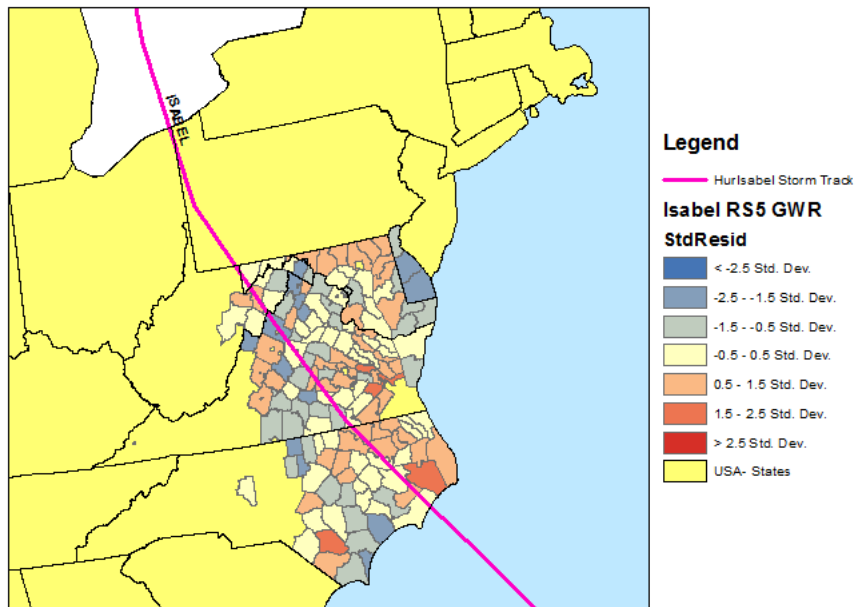 iSABEL
Legend
HurIsabel Storm Track
Isabel RS5 GWR
StdResid
< -2.5 Std. Dev.
-2.5 - -1.5 Std. Dev.
-1.5 - -0.5 Std. Dev.
-0.5 - 0.5 Std. Dev.
0.5 - 1.5 Std. Dev.
1.5 - 2.5 Std. Dev.
> 2.5 Std. Dev.
USA- States